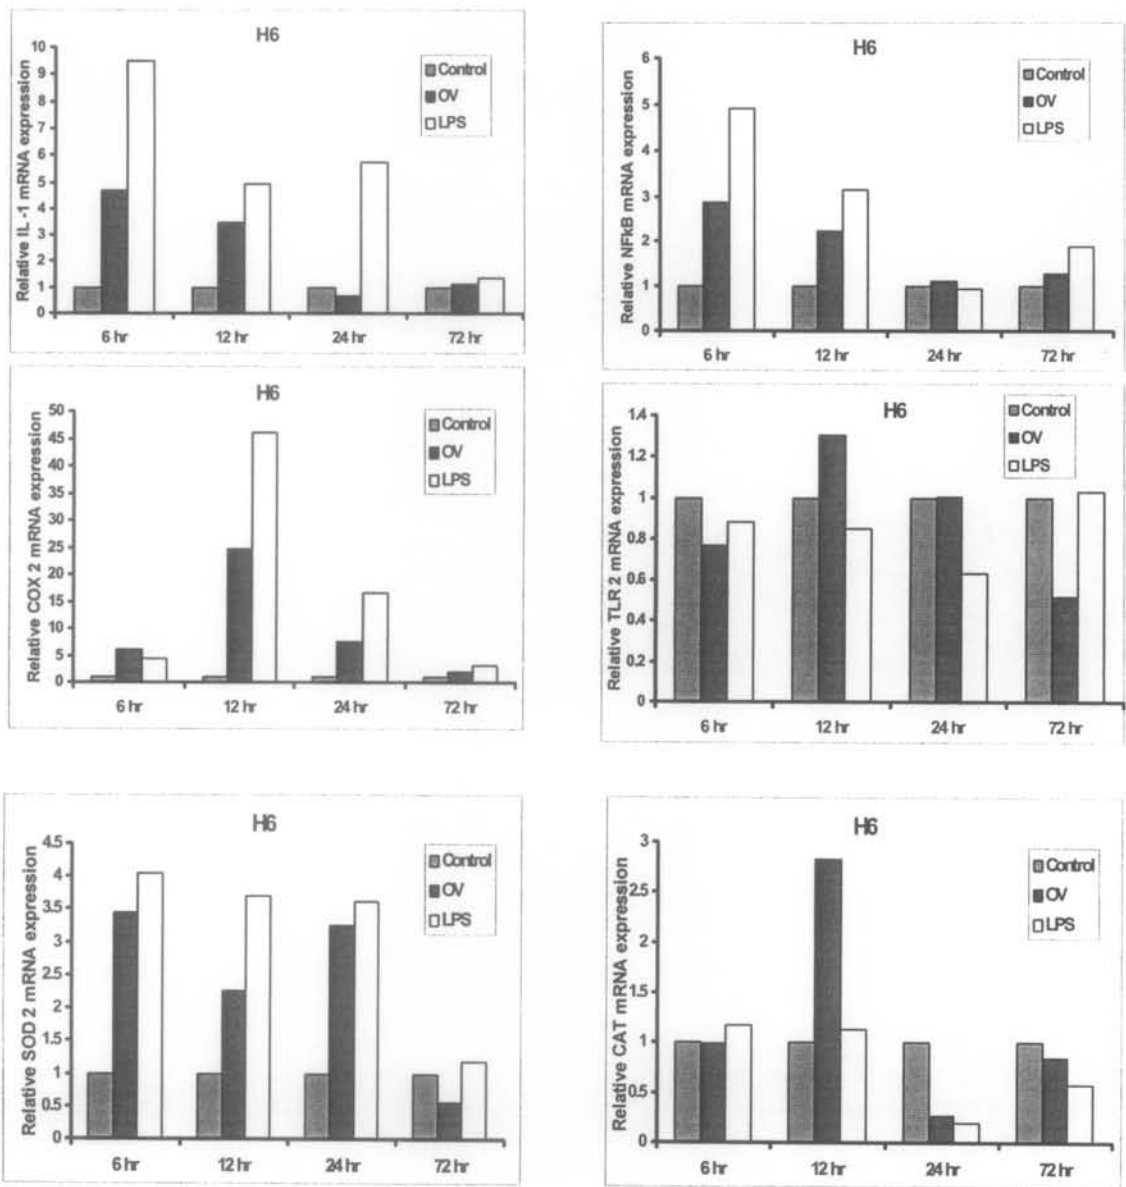 H6
Relative IL -1 mRNA expression
10
9
8
7
6
5
4
3
2
1
0
Control
OV
LPS
6 hr
12 hr
24 hr
72 hr
H6
Relative NFkB mRNA expression
6
5
4
3
2
1
0
Control
OV
LPS
6 hr
12 hr
24 hr
72 hr
H6
Relative COX 2 mRNA expression
50
45
40
35
30
25
20
15
10
5
0
Control
OV
LPS
6 hr
12 hr
24 hr
72 hr
H6
Relative TLR 2 mRNA expression
1.4
1.2
1
0.8
0.6
0.4
0.2
0
Control
OV
LPS
6 hr
12 hr
24 hr
72 hr
H6
Relative SOD 2 mRNA expression
4.5
4
3.5
3
2.5
2
1.5
1
0.5
0
Control
OV
LPS
6 hr
12 hr
24 hr
72 hr
H6
Relative CAT mRNA expression
3
2.5
2
1.5
1
0.5
0
Control
OV
LPS
6 hr
12 hr
24 hr
72 hr